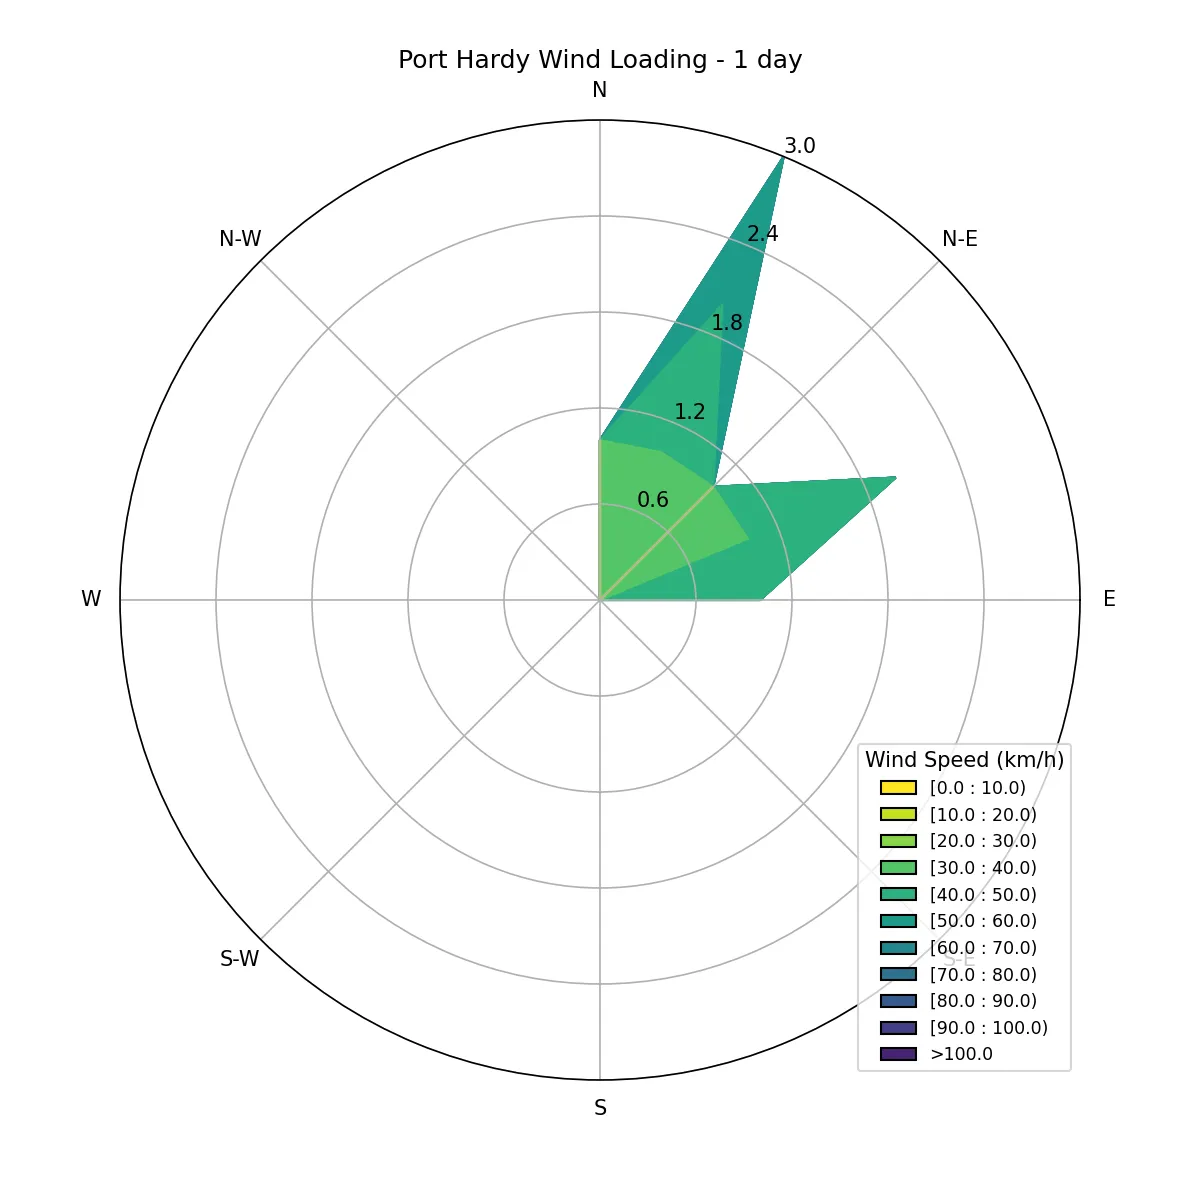 Port Hardy Wind Loading - 1 day
N
3.0
N-W
2.4
N-E
1.8
1.2
0.6
W
E
Wind Speed (km/h)
[0.0 : 10.0)
[10.0 : 20.0)
[20.0 : 30.0)
[30.0 : 40.0)
[40.0 : 50.0)
[50.0 : 60.0)
[60.0 : 70.0)
[70.0 : 80.0)
[80.0 : 90.0)
[90.0 : 100.0)
>100.0
S-W
S-E
S